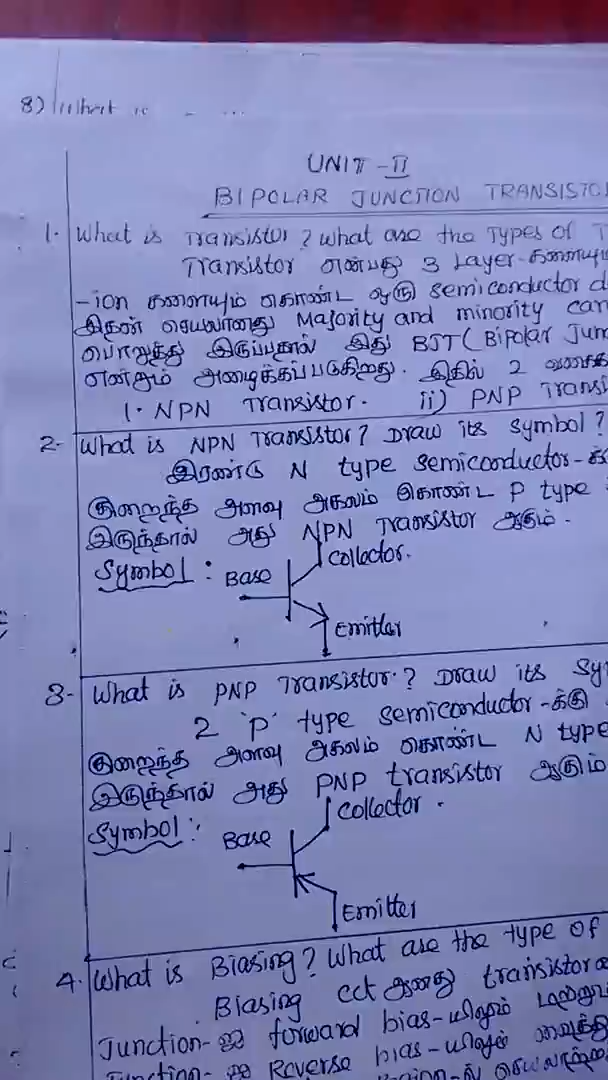 8) What is
UNIT - II
BIPOLAR JUNCTION TRANSISTO
1. What is Transistor? What are the Types of T
Transistor என்பது 3 Layer-களையும்
-ion களையும் கொண்ட ஒரு semiconductor d
இதன் செயலானது Majority and minority car
பொறுத்து இருப்பதால் இது BJT (Bipolar Jun
என்றும் அழைக்கப்படுகிறது. இதில் 2 வகை
1. NPN Transistor. ii) PNP Transi
2. What is NPN Transistor? Draw its symbol?
இரண்டு N type semiconductor-க்
குறைந்த அளவு அகலம் கொண்ட P type
இருந்தால் அது NPN Transistor ஆகும்.
Symbol :
Collector.
Base
Emitter
3. What is PNP Transistor? Draw its Sy
2 'P' type semiconductor-க்கு
குறைந்த அளவு அகலம் கொண்ட N type
இருந்தால் அது PNP transistor ஆகும்
Symbol :
Collector.
Base
Emitter
4. What is Biasing? What are the type of
Biasing cct ஆனது transistor
Junction-ஐ forward bias-யிலும் மற்றும்
Junction-ஐ Reverse bias-யிலும் வைத்து